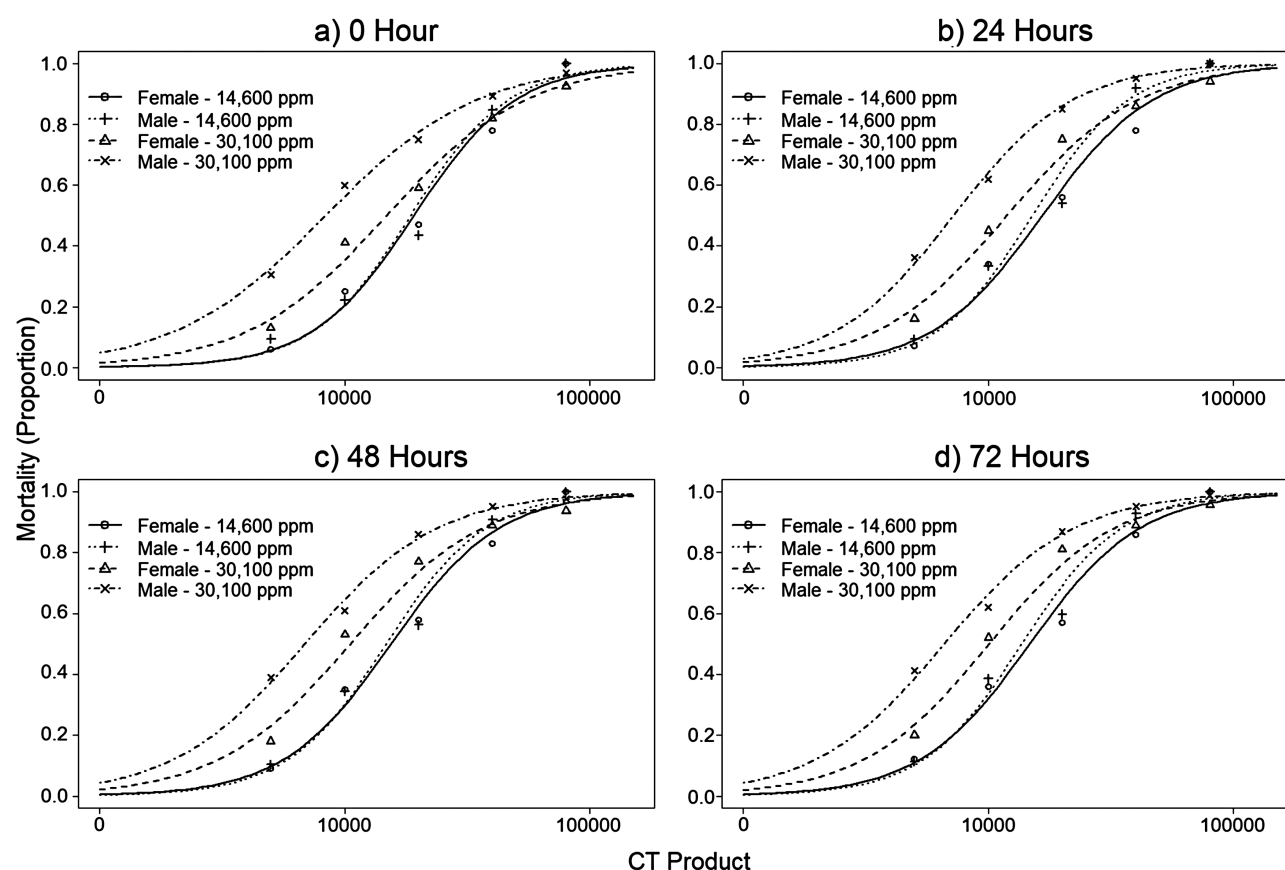 a) 0 Hour
1.0
0.8
0.6
0.4
0.2
0.0
Female - 14,600 ppm
Male - 14,600 ppm
Female - 30,100 ppm
Male - 30,100 ppm
0 10000 100000
b) 24 Hours
1.0
0.8
0.6
0.4
0.2
0.0
Female - 14,600 ppm
Male - 14,600 ppm
Female - 30,100 ppm
Male - 30,100 ppm
0 10000 100000
Mortality (Proportion)
c) 48 Hours
1.0
0.8
0.6
0.4
0.2
0.0
Female - 14,600 ppm
Male - 14,600 ppm
Female - 30,100 ppm
Male - 30,100 ppm
0 10000 100000
d) 72 Hours
1.0
0.8
0.6
0.4
0.2
0.0
Female - 14,600 ppm
Male - 14,600 ppm
Female - 30,100 ppm
Male - 30,100 ppm
0 10000 100000
CT Product